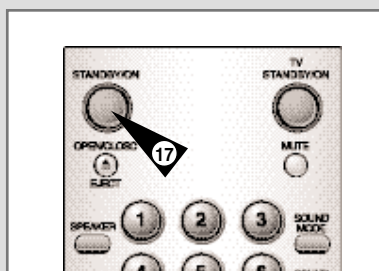 TV
STANDBY/ON STANDBY/ON
OPEN/CLOSE MUTE
17
EJECT
SPEAKER 1 2 3 SOUND
MODE
4 5 6